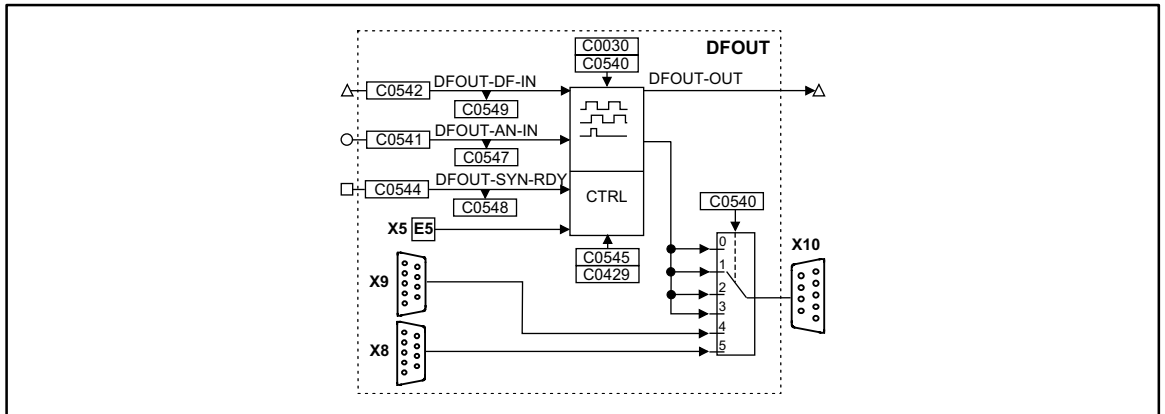 C0030
C0540
DFOUT
C0542
DFOUT-DF-IN
C0549
DFOUT-OUT
C0541
DFOUT-AN-IN
C0547
C0544
DFOUT-SYN-RDY
C0548
CTRL
X5 E5
C0545
C0429
C0540
X10
0
1
2
3
4
5
X9
X8